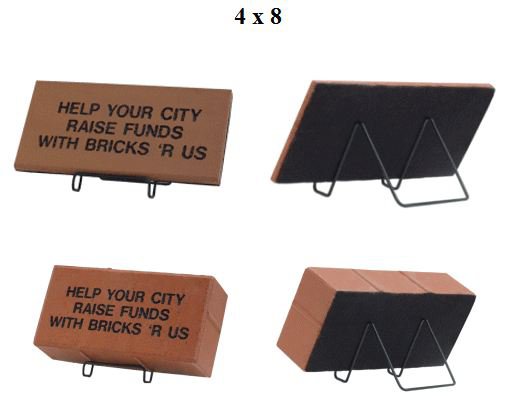 4 x 8
HELP YOUR CITY
RAISE FUNDS
WITH BRICKS 'R US
HELP YOUR CITY
RAISE FUNDS
WITH BRICKS 'R US